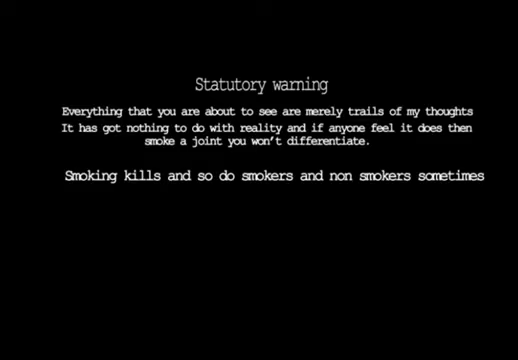 Statutory warning
Everything that you are about to see are merely trails of my thoughts
It has got nothing to do with reality and if anyone feel it does then
smoke a joint you won't differentiate.
Smoking kills and so do smokers and non smokers sometimes